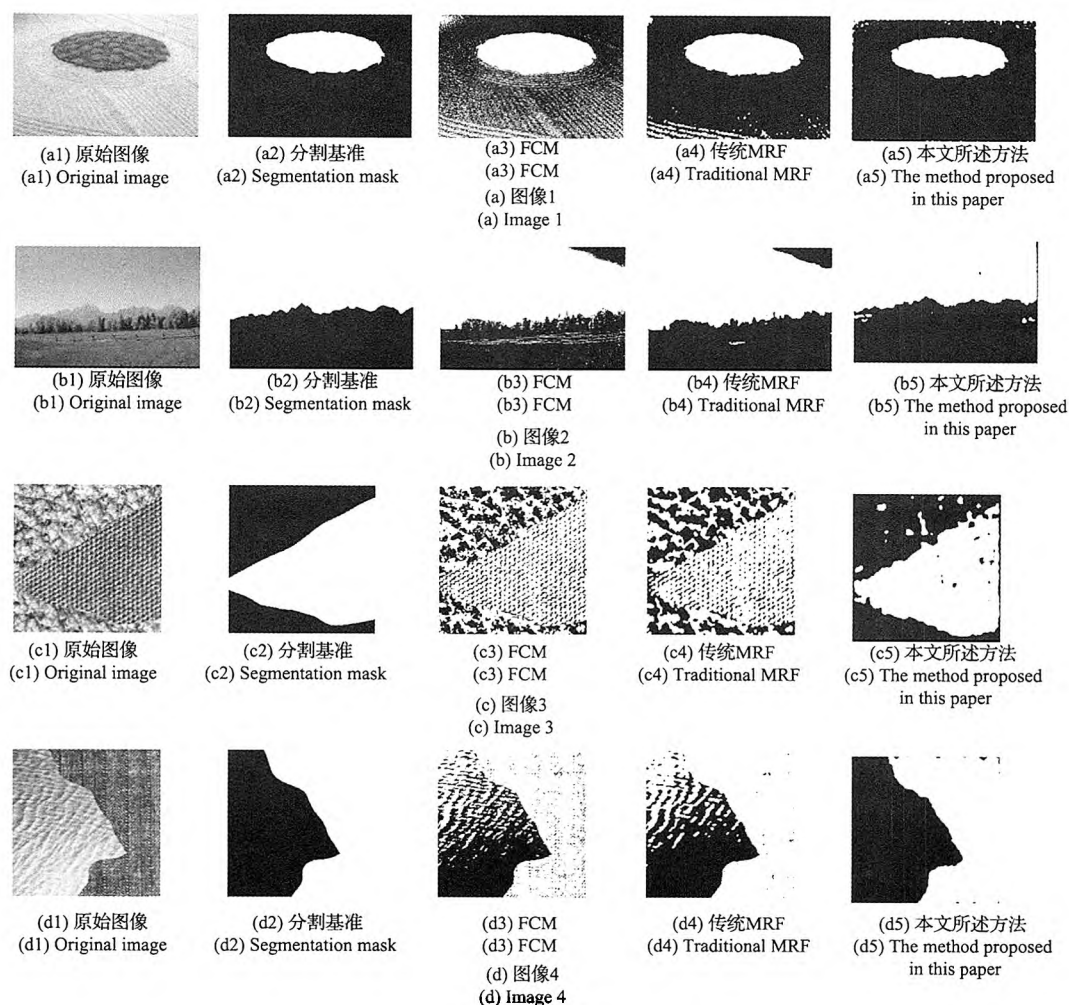 (a1) 原始图像
(a1) Original image
(a2) 分割基准
(a2) Segmentation mask
(a3) FCM
(a3) FCM
(a4) 传统MRF
(a4) Traditional MRF
(a5) 本文所述方法
(a5) The method proposed
in this paper
(a) 图像1
(a) Image 1
(b1) 原始图像
(b1) Original image
(b2) 分割基准
(b2) Segmentation mask
(b3) FCM
(b3) FCM
(b4) 传统MRF
(b4) Traditional MRF
(b5) 本文所述方法
(b5) The method proposed
in this paper
(b) 图像2
(b) Image 2
(c1) 原始图像
(c1) Original image
(c2) 分割基准
(c2) Segmentation mask
(c3) FCM
(c3) FCM
(c4) 传统MRF
(c4) Traditional MRF
(c5) 本文所述方法
(c5) The method proposed
in this paper
(c) 图像3
(c) Image 3
(d1) 原始图像
(d1) Original image
(d2) 分割基准
(d2) Segmentation mask
(d3) FCM
(d3) FCM
(d4) 传统MRF
(d4) Traditional MRF
(d5) 本文所述方法
(d5) The method proposed
in this paper
(d) 图像4
(d) Image 4